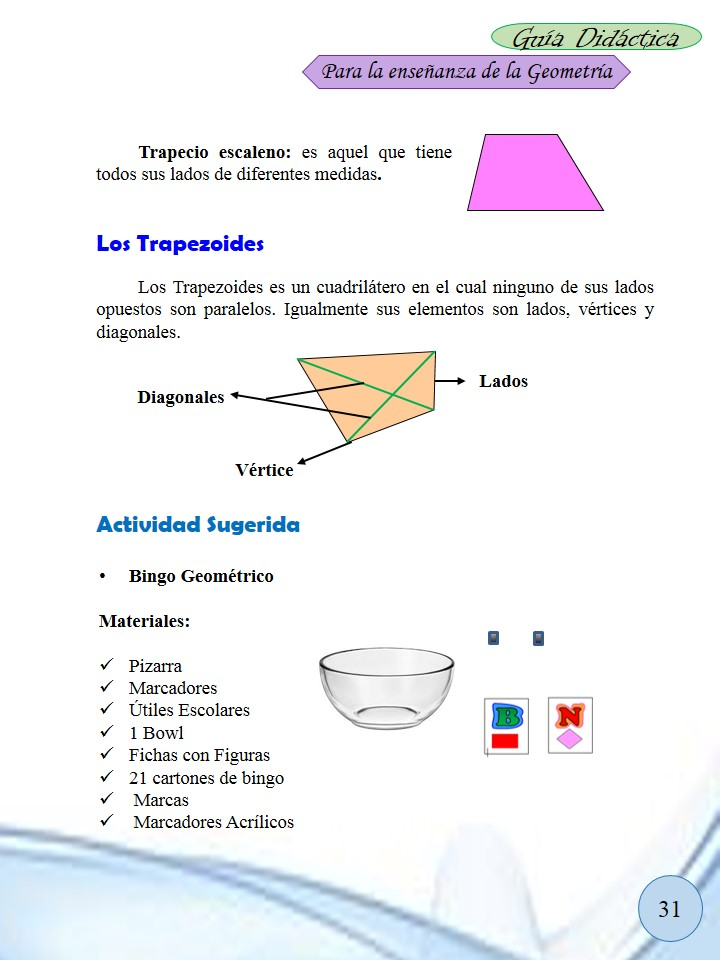 Guía Didáctica
Para la enseñanza de la Geometría
Trapecio escaleno: es aquel que tiene
todos sus lados de diferentes medidas.
Los Trapezoides
Los Trapezoides es un cuadrilátero en el cual ninguno de sus lados
opuestos son paralelos. Igualmente sus elementos son lados, vértices y
diagonales.
Lados
Diagonales
Vértice
Actividad Sugerida
• Bingo Geométrico
Materiales:
✓ Pizarra
✓ Marcadores
✓ Útiles Escolares
✓ 1 Bowl
✓ Fichas con Figuras
✓ 21 cartones de bingo
✓ Marcas
✓ Marcadores Acrílicos
B N
31